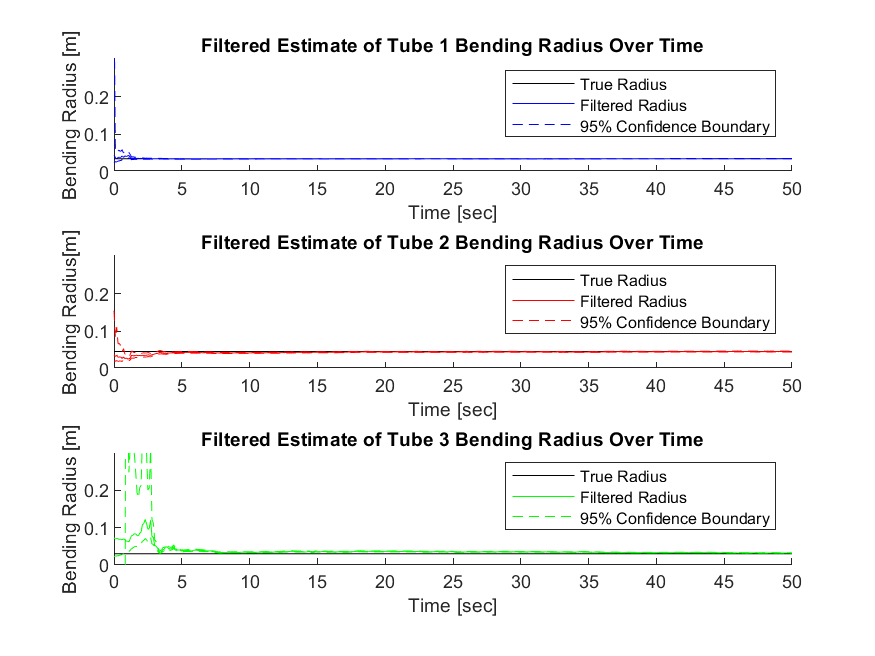 Filtered Estimate of Tube 1 Bending Radius Over Time
Bending Radius [m]
0.2
0.1
0
True Radius
Filtered Radius
95% Confidence Boundary
0 5 10 15 20 25 30 35 40 45 50
Time [sec]
Filtered Estimate of Tube 2 Bending Radius Over Time
Bending Radius[m]
0.2
0.1
0
True Radius
Filtered Radius
95% Confidence Boundary
0 5 10 15 20 25 30 35 40 45 50
Time [sec]
Filtered Estimate of Tube 3 Bending Radius Over Time
Bending Radius [m]
0.2
0.1
0
True Radius
Filtered Radius
95% Confidence Boundary
0 5 10 15 20 25 30 35 40 45 50
Time [sec]